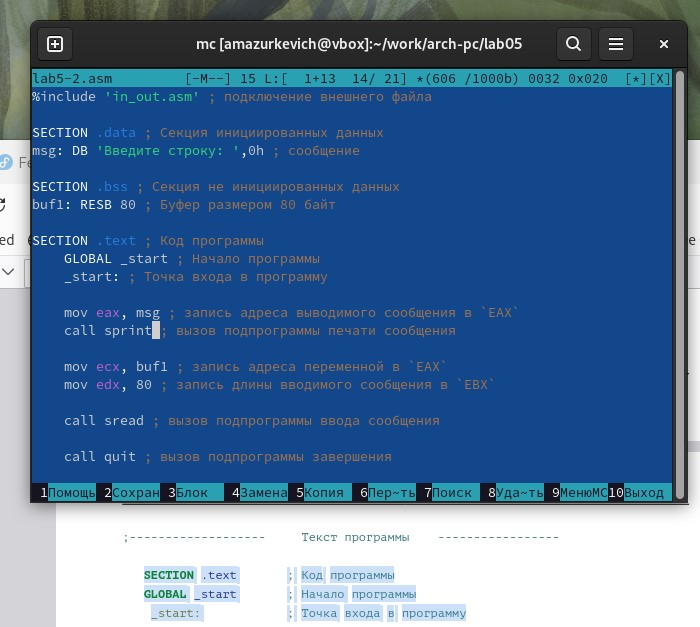 mc [amazurkevich@vbox]:~/work/arch-pc/lab05
lab5-2.asm [-M--] 15 L:[ 1+13 14/ 21] *(606 /1000b) 0032 0x020 [*][X]
%include 'in_out.asm' ; подключение внешнего файла
SECTION .data ; Секция инициированных данных
msg: DB 'Введите строку: ',0h ; сообщение
SECTION .bss ; Секция не инициированных данных
buf1: RESB 80 ; Буфер размером 80 байт
SECTION .text ; Код программы
GLOBAL _start ; Начало программы
_start: ; Точка входа в программу
mov eax, msg ; запись адреса выводимого сообщения в `EAX`
call sprint ; вызов подпрограммы печати сообщения
mov ecx, buf1 ; запись адреса переменной в `EAX`
mov edx, 80 ; запись длины вводимого сообщения в `EBX`
call sread ; вызов подпрограммы ввода сообщения
call quit ; вызов подпрограммы завершения
1Помощь 2Сохран 3Блок 4Замена 5Копия 6Пер~ть 7Поиск 8Уда~ть 9МенюMC 10Выход
;------------------- Текст программы -----------------
SECTION .text ; Код программы
GLOBAL _start ; Начало программы
_start: ; Точка входа в программу